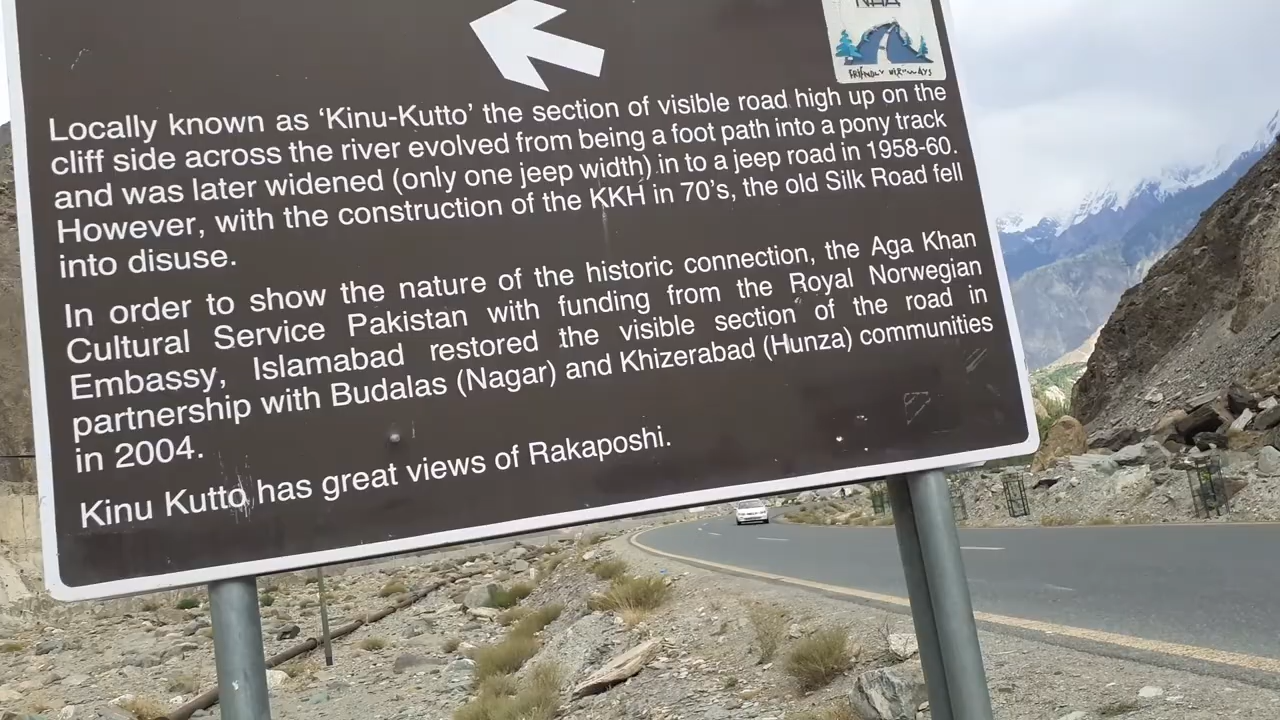 NHA
FRIENDLY HIGHWAYS
Locally known as ‘Kinu-Kutto’ the section of visible road high up on the
cliff side across the river evolved from being a foot path into a pony track
and was later widened (only one jeep width) in to a jeep road in 1958-60.
However, with the construction of the KKH in 70’s, the old Silk Road fell
into disuse.
In order to show the nature of the historic connection, the Aga Khan
Cultural Service Pakistan with funding from the Royal Norwegian
Embassy, Islamabad restored the visible section of the road in
partnership with Budalas (Nagar) and Khizerabad (Hunza) communities
in 2004.
Kinu Kutto has great views of Rakaposhi.